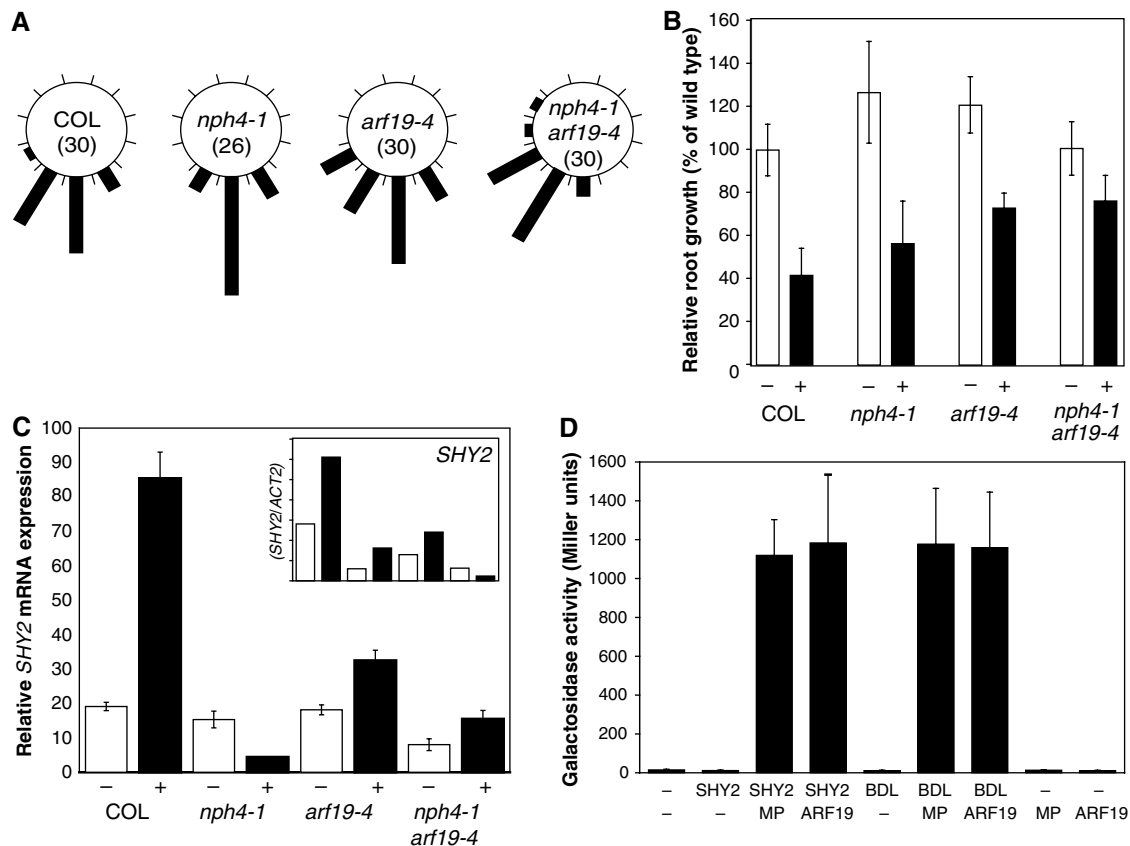 A
COL
(30)
nph4-1
(26)
arf19-4
(30)
nph4-1
arf19-4
(30)
B
Relative root growth (% of wild type)
160
140
120
100
80
60
40
20
0
– + – + – + – +
COL nph4-1 arf19-4 nph4-1
arf19-4
C
Relative SHY2 mRNA expression
100
90
80
70
60
50
40
30
20
10
0
SHY2
(SHY2/ACT2)
– + – + – + – +
COL nph4-1 arf19-4 nph4-1
arf19-4
D
Galactosidase activity (Miller units)
1600
1400
1200
1000
800
600
400
200
0
– SHY2 SHY2 SHY2 BDL BDL BDL – –
– – MP ARF19 – MP ARF19 MP ARF19